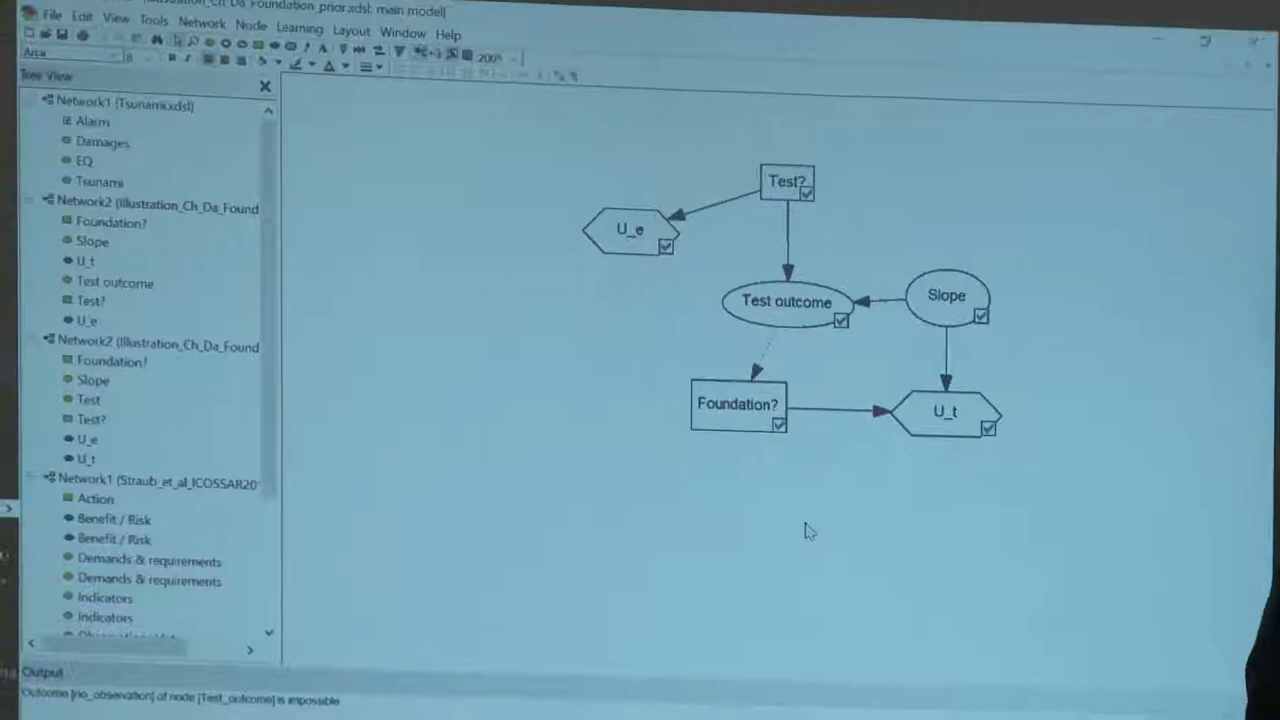 Foundation_prior.xdsl: main model]
File Edit View Tools Network Node Learning Layout Window Help
200%
Arial 8 B I
Tree View
Network1 (Tsunami.xdsl)
Alarm
Damages
EQ
Tsunami
Network2 (Illustration_Ch_Da_Found
Foundation?
Slope
U_t
Test outcome
Test?
U_e
Network2 (Illustration_Ch_Da_Found
Foundation?
Slope
Test
Test?
U_e
U_t
Network1 (Straub_et_al_ICOSSAR20
Action
Benefit / Risk
Benefit / Risk
Demands & requirements
Demands & requirements
Indicators
Indicators
Test?
U_e
Test outcome
Slope
Foundation?
U_t
Output
Outcome [no_observation] of node [Test_outcome] is impossible